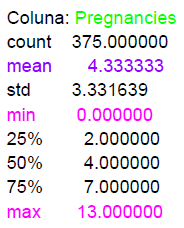 Coluna: Pregnancies
count 375.000000
mean 4.333333
std 3.331639
min 0.000000
25% 2.000000
50% 4.000000
75% 7.000000
max 13.000000